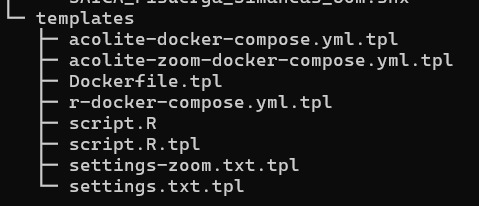 └─ templates
├─ acolite-docker-compose.yml.tpl
├─ acolite-zoom-docker-compose.yml.tpl
├─ Dockerfile.tpl
├─ r-docker-compose.yml.tpl
├─ script.R
├─ script.R.tpl
├─ settings-zoom.txt.tpl
└─ settings.txt.tpl